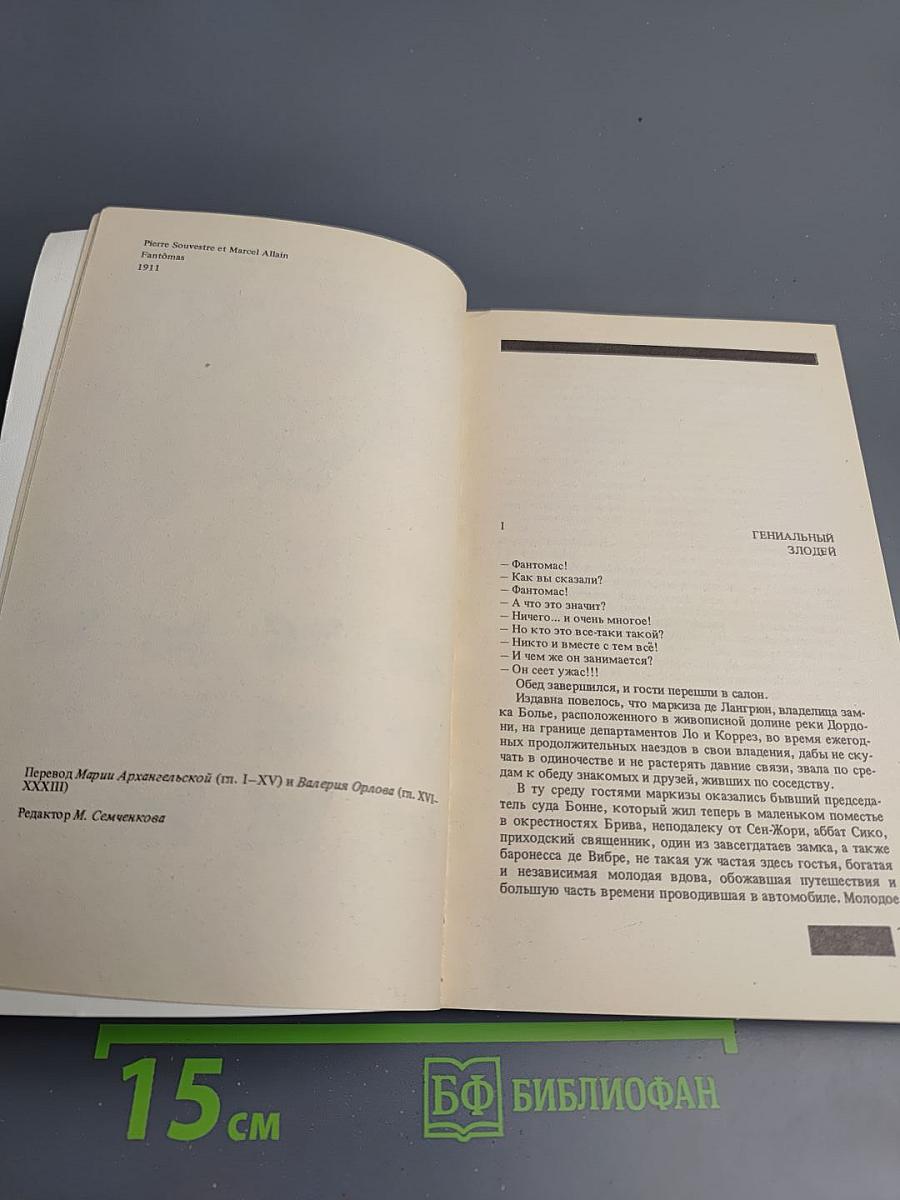 Pierre Souvestre et Marcel Allain
Fantômas
1911
Перевод Марии Архангельской (гл. I–XV) и Валерия Орлова (гл. XVI-
XXXIII)
Редактор М. Семченкова
I
ГЕНИАЛЬНЫЙ
ЗЛОДЕЙ
– Фантомас!
– Как вы сказали?
– Фантомас!
– А что это значит?
– Ничего... и очень многое!
– Но кто это все-таки такой?
– Никто и вместе с тем всё!
– И чем же он занимается?
– Он сеет ужас!!!
Обед завершился, и гости перешли в салон.
Издавна повелось, что маркиза де Лангрюн, владелица зам-
ка Болье, расположенного в живописной долине реки Дордо-
ни, на границе департаментов Ло и Коррез, во время ежегод-
ных продолжительных наездов в свои владения, дабы не ску-
чать в одиночестве и не растерять давние связи, звала по сре-
дам к обеду знакомых и друзей, живших по соседству.
В ту среду гостями маркизы оказались бывший председа-
тель суда Бонне, который жил теперь в маленьком поместье
в окрестностях Брива, неподалеку от Сен-Жори, аббат Сико,
приходский священник, один из завсегдатаев замка, а также
баронесса де Вибре, не такая уж частая здесь гостья, богатая
и независимая молодая вдова, обожавшая путешествия и
большую часть времени проводившая в автомобиле. Молодое
15 см
БФ БИБЛИОФАН